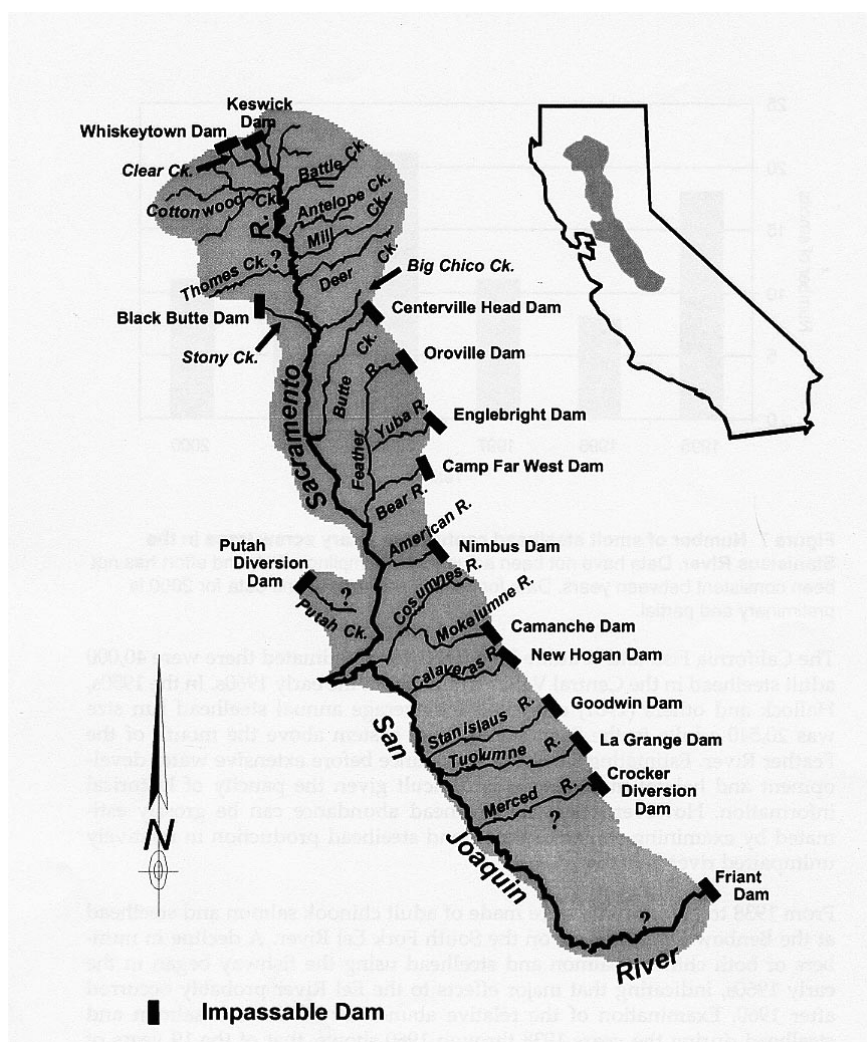 Keswick
Dam
Whiskeytown Dam
Clear Ck.
Battle Ck.
Cottonwood Ck.
Antelope Ck.
R.
Mill Ck.
Thomes Ck.
?
Deer Ck.
Big Chico Ck.
Black Butte Dam
Centerville Head Dam
Stony Ck.
Oroville Dam
Butte Ck.
Sacramento
Feather R.
Yuba R.
Englebright Dam
Camp Far West Dam
Bear R.
American R.
Nimbus Dam
Putah
Diversion
Dam
?
Putah Ck.
Cosumnes R.
Mokelumne R.
Camanche Dam
New Hogan Dam
Calaveras R
San
Stanislaus R.
Goodwin Dam
Tuolumne R.
La Grange Dam
Merced R.
Crocker
Diversion
Dam
?
Joaquin
Friant
Dam
?
River
N
Impassable Dam